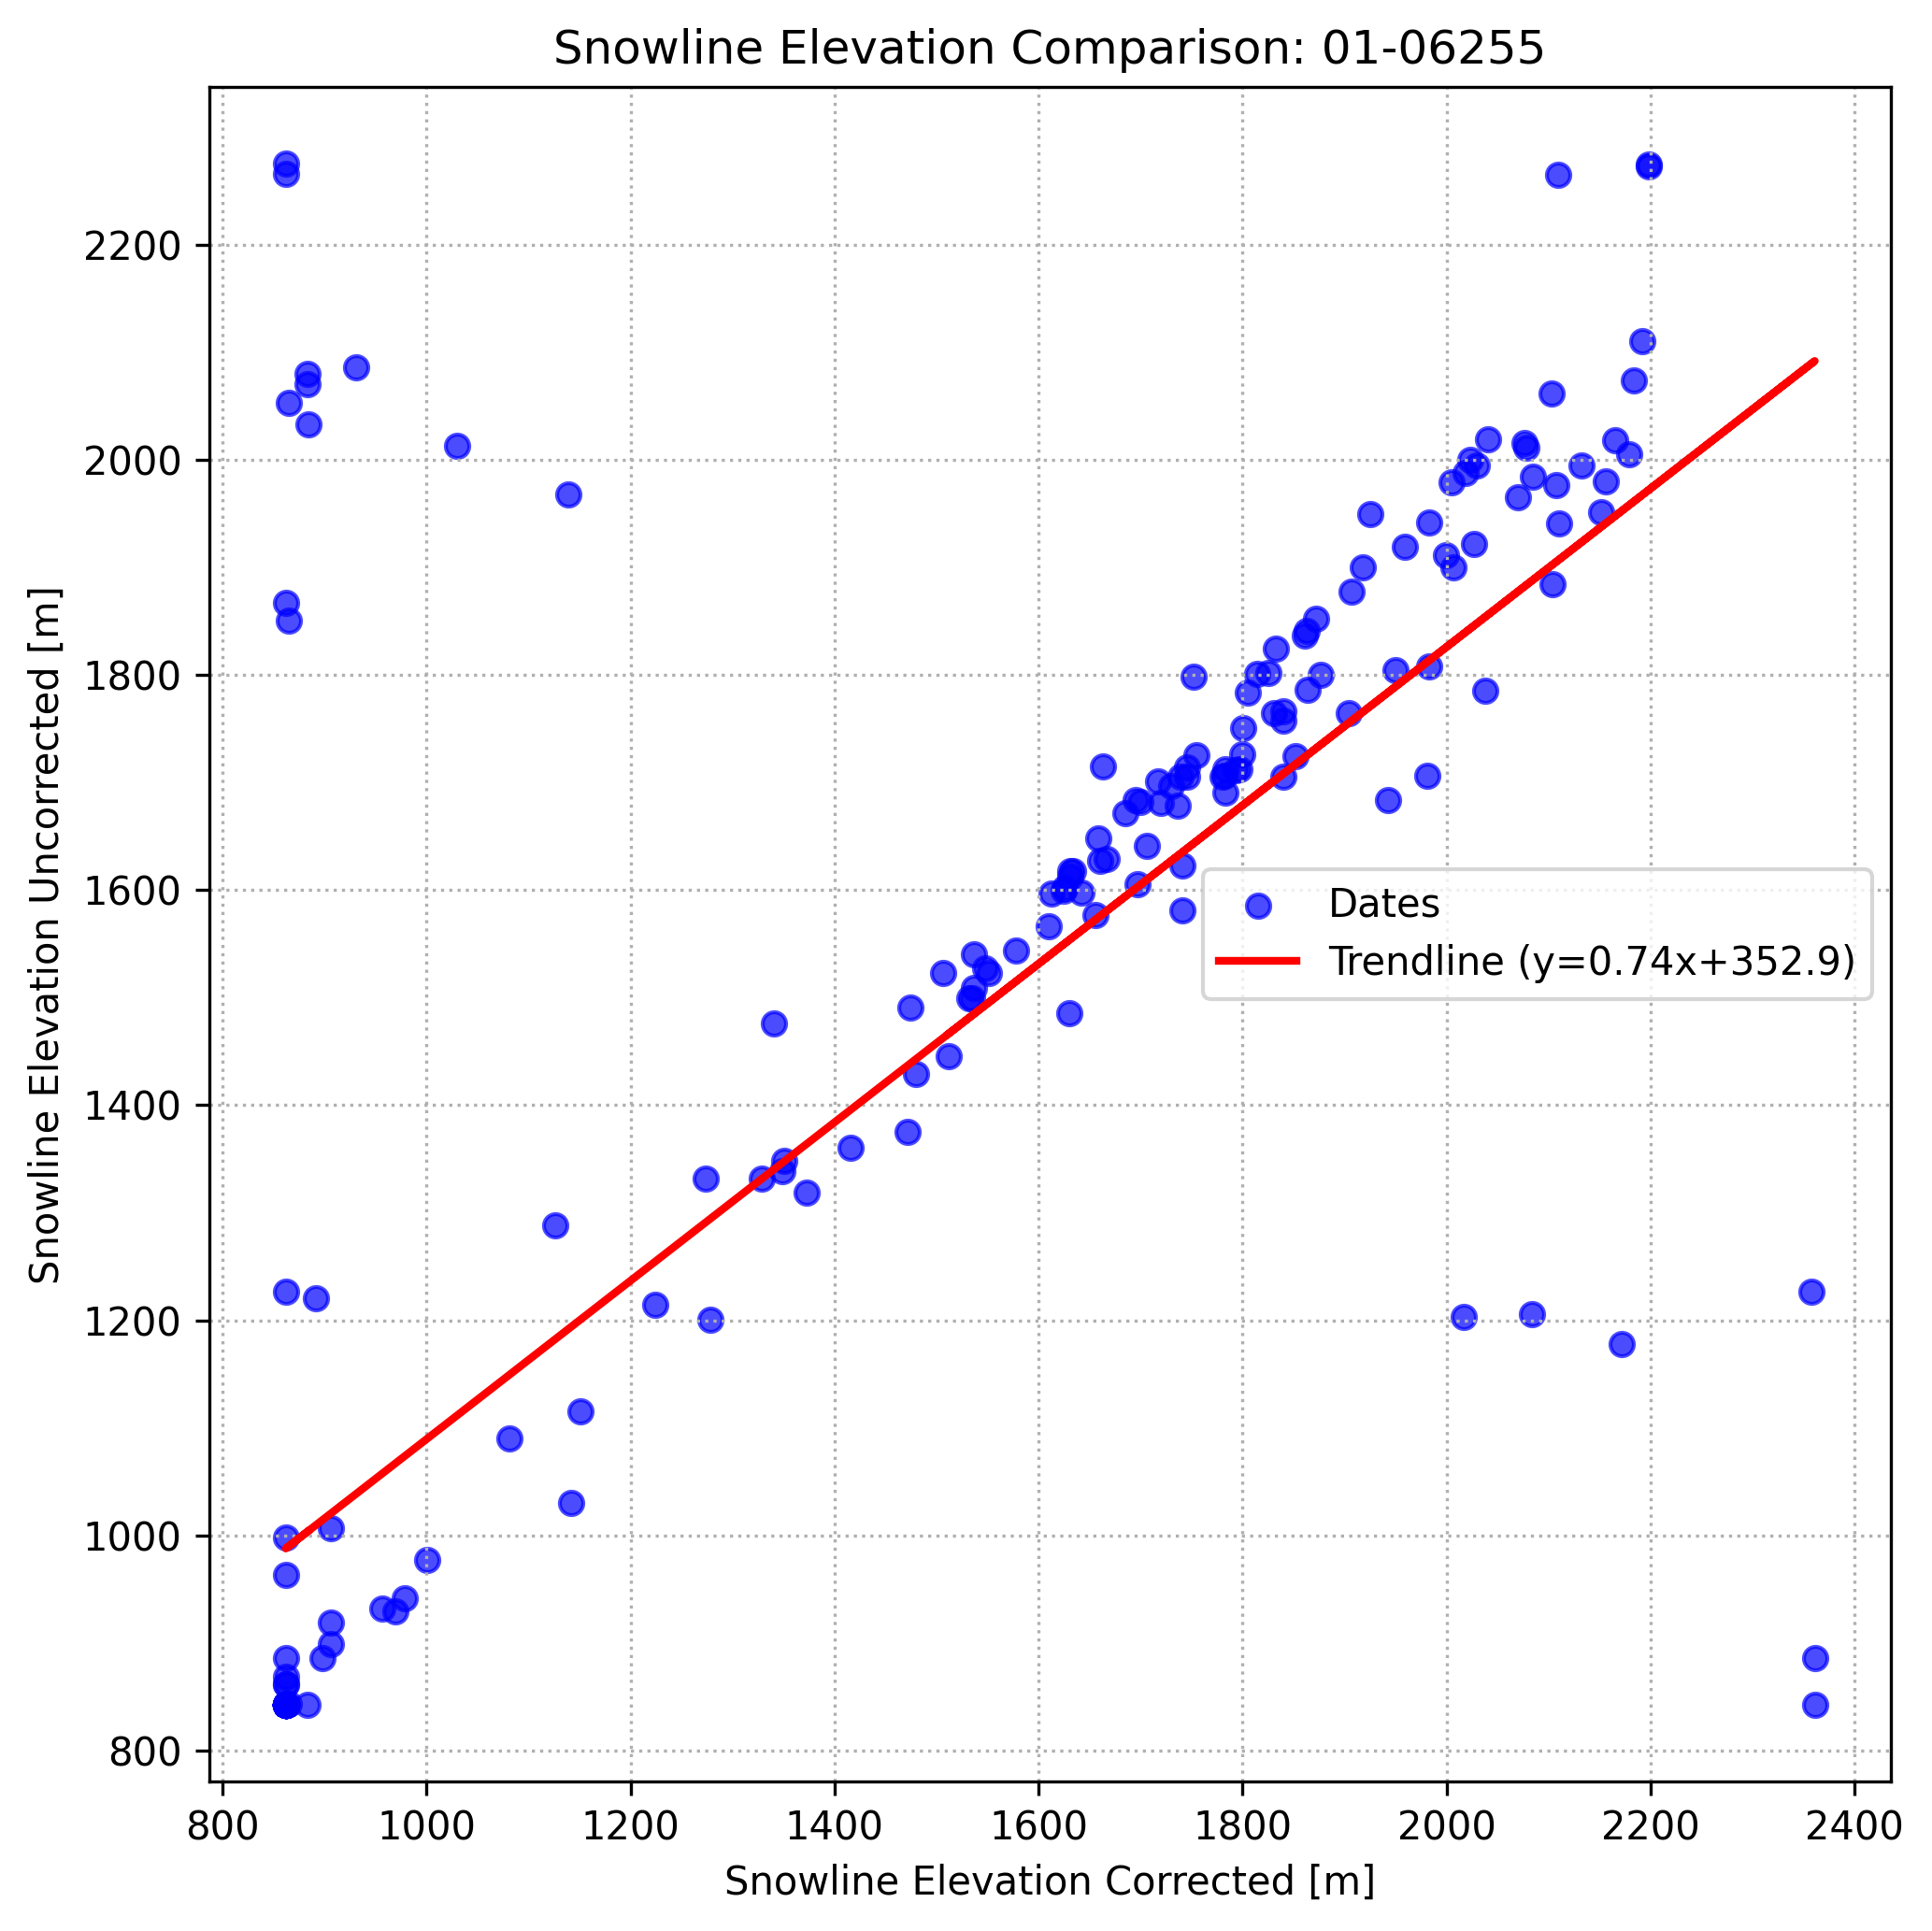 Snowline Elevation Comparison: 01-06255
Snowline Elevation Uncorrected [m]
2200
2000
1800
1600
1400
1200
1000
800
Dates
Trendline (y=0.74x+352.9)
800 1000 1200 1400 1600 1800 2000 2200 2400
Snowline Elevation Corrected [m]